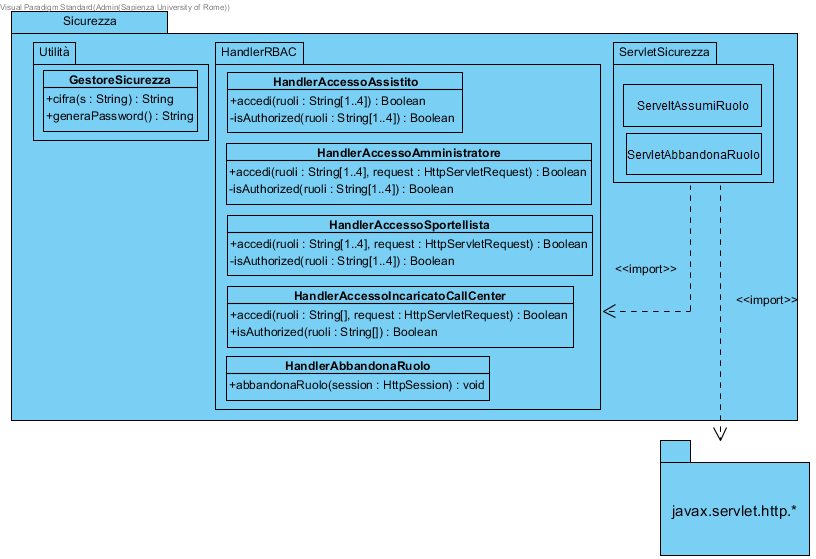 Visual Paradigm Standard(Admin(Sapienza University of Rome))
Sicurezza
Utilità
GestoreSicurezza
+cifra(s : String) : String
+generaPassword() : String
HandlerRBAC
HandlerAccessoAssistito
+accedi(ruoli : String[1..4]) : Boolean
-isAuthorized(ruoli : String[1..4]) : Boolean
HandlerAccessoAmministratore
+accedi(ruoli : String[1..4], request : HttpServletRequest) : Boolean
-isAuthorized(ruoli : String[1..4]) : Boolean
HandlerAccessoSportellista
+accedi(ruoli : String[1..4], request : HttpServletRequest) : Boolean
-isAuthorized(ruoli : String[1..4]) : Boolean
HandlerAccessoIncaricatoCallCenter
+accedi(ruoli : String[], request : HttpServletRequest) : Boolean
+isAuthorized(ruoli : String[]) : Boolean
HandlerAbbandonaRuolo
+abbandonaRuolo(session : HttpSession) : void
ServletSicurezza
ServeltAssumiRuolo
ServletAbbandonaRuolo
<<import>>
<<import>>
javax.servlet.http.*